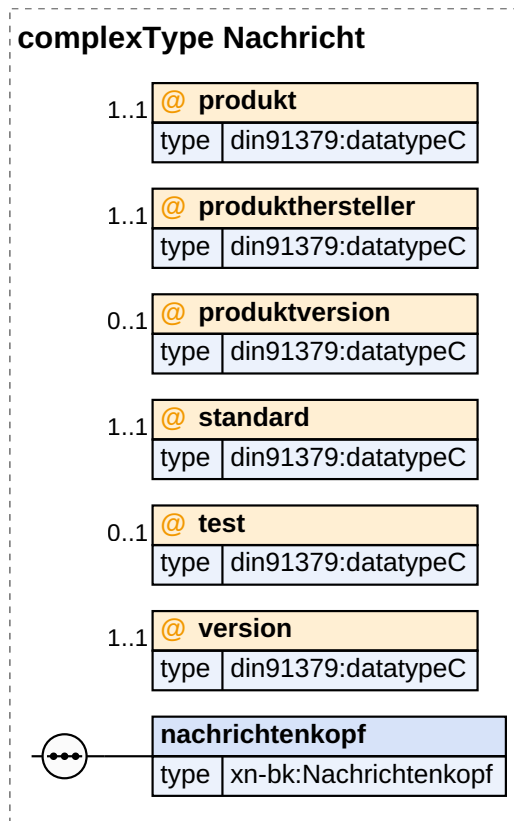 complexType Nachricht
1..1 @ produkt
type din91379:datatypeC
1..1 @ produkthersteller
type din91379:datatypeC
0..1 @ produktversion
type din91379:datatypeC
1..1 @ standard
type din91379:datatypeC
0..1 @ test
type din91379:datatypeC
1..1 @ version
type din91379:datatypeC
nachrichtenkopf
type xn-bk:Nachrichtenkopf